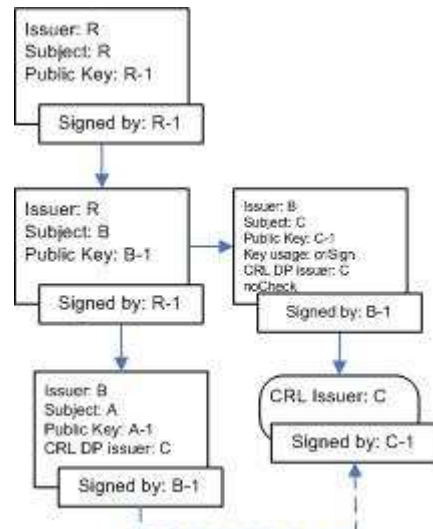 Issuer: R
Subject: R
Public Key: R-1
Signed by: R-1
Issuer: R
Subject: B
Public Key: B-1
Signed by: R-1
Issuer: B
Subject: C
Public Key: C-1
Key usage: crlSign
CRL DP issuer: C
noCheck
Signed by: B-1
Issuer: B
Subject: A
Public Key: A-1
CRL DP issuer: C
Signed by: B-1
CRL Issuer: C
Signed by: C-1